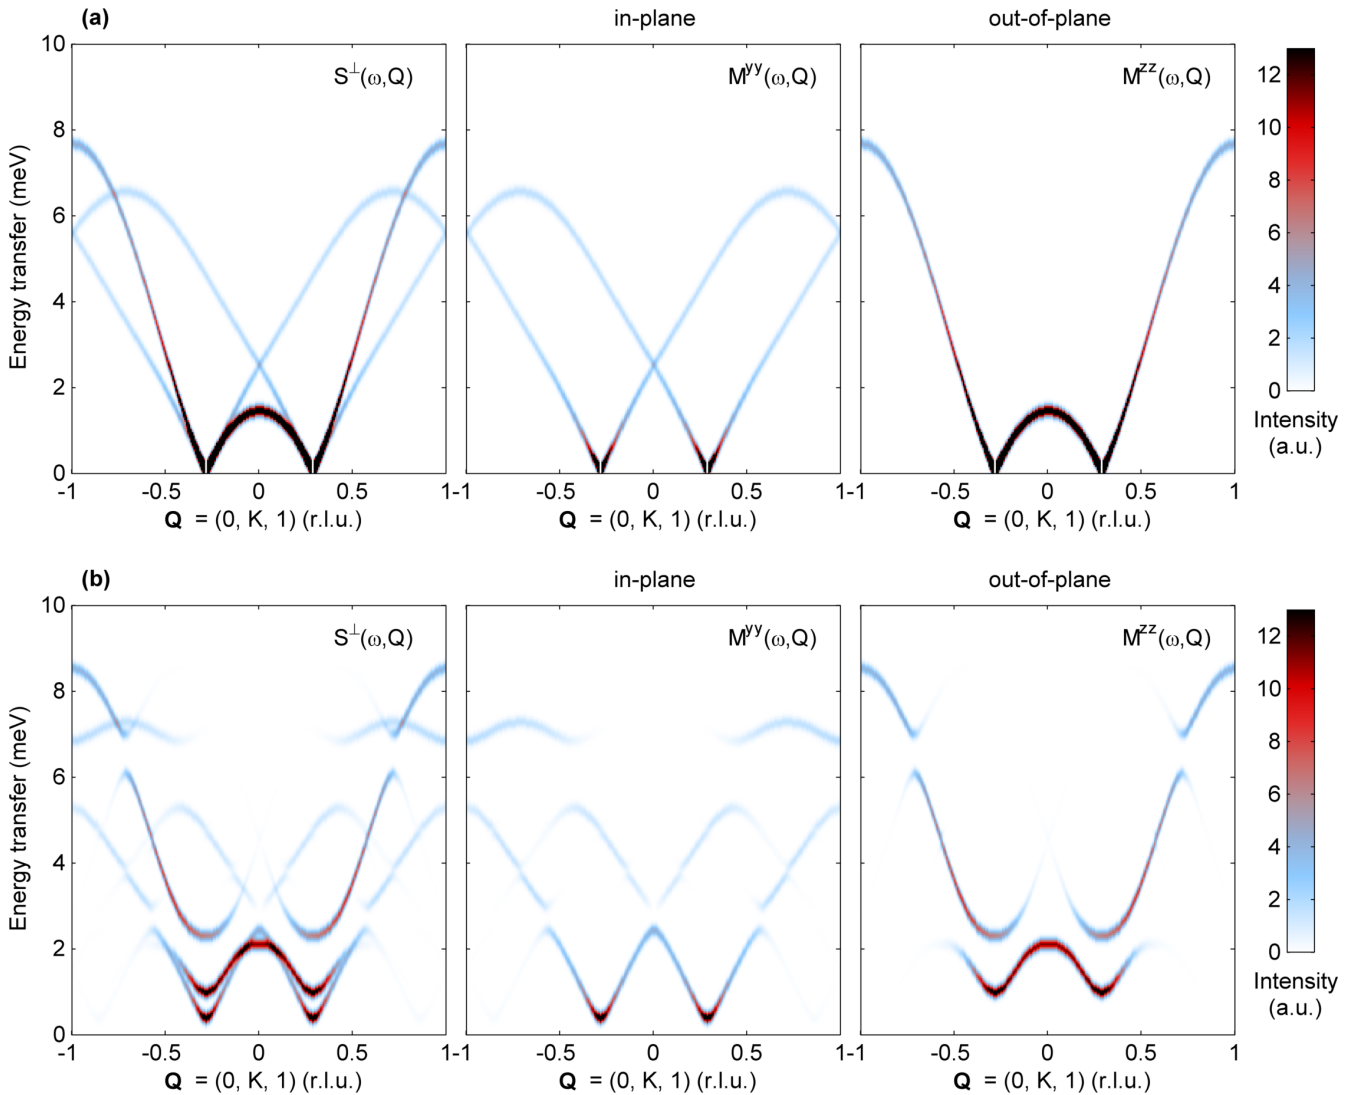 (a)
in-plane
out-of-plane
S⊥(ω,Q)
Myy(ω,Q)
Mzz(ω,Q)
10
8
6
4
2
0
Energy transfer (meV)
-1 -0.5 0 0.5 1
-1 -0.5 0 0.5 1
-1 -0.5 0 0.5 1
Q = (0, K, 1) (r.l.u.)
Q = (0, K, 1) (r.l.u.)
Q = (0, K, 1) (r.l.u.)
12
10
8
6
4
2
0
Intensity
(a.u.)
(b)
in-plane
out-of-plane
S⊥(ω,Q)
Myy(ω,Q)
Mzz(ω,Q)
10
8
6
4
2
0
Energy transfer (meV)
-1 -0.5 0 0.5 1
-1 -0.5 0 0.5 1
-1 -0.5 0 0.5 1
Q = (0, K, 1) (r.l.u.)
Q = (0, K, 1) (r.l.u.)
Q = (0, K, 1) (r.l.u.)
12
10
8
6
4
2
0
Intensity
(a.u.)